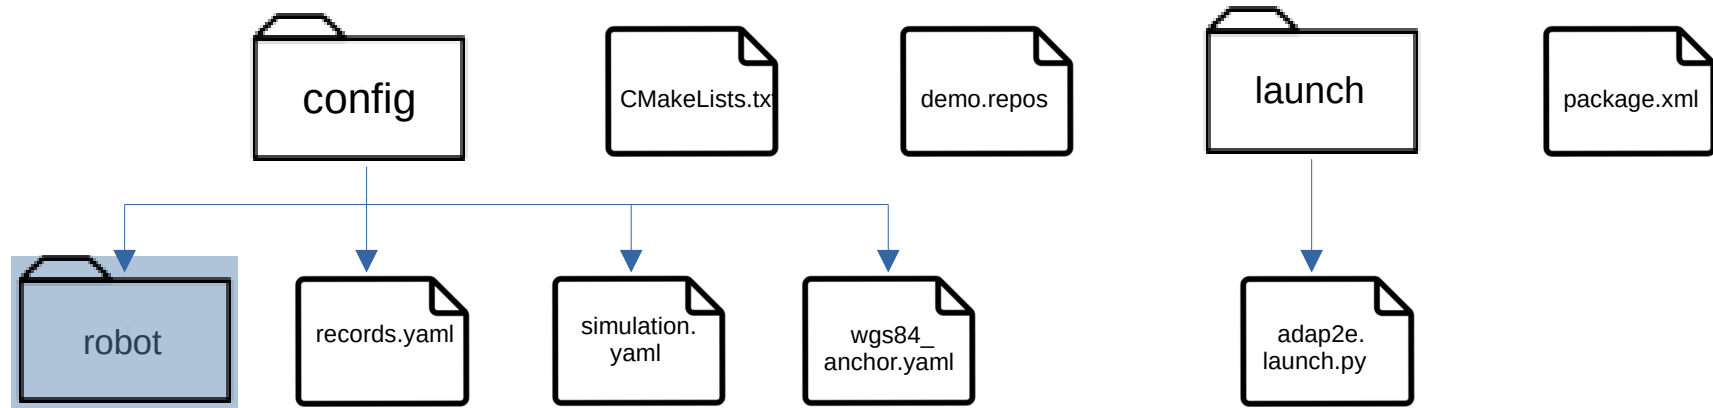 config
CMakeLists.txt
demo.repos
launch
package.xml
robot
records.yaml
simulation.
yaml
wgs84_
anchor.yaml
adap2e.
launch.py